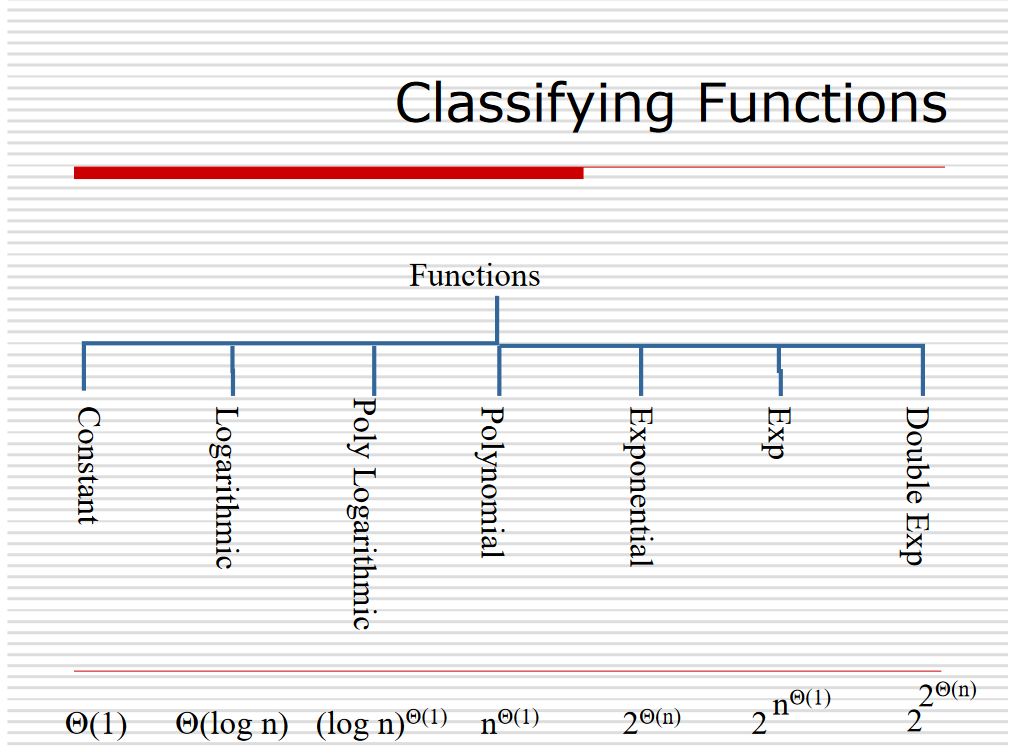 Classifying Functions
Functions
Constant
Logarithmic
Poly Logarithmic
Polynomial
Exponential
Exp
Double Exp
Θ(1)
Θ(log n)
(log n)^Θ(1)
n^Θ(1)
2^Θ(n)
2^n^Θ(1)
2^2^Θ(n)